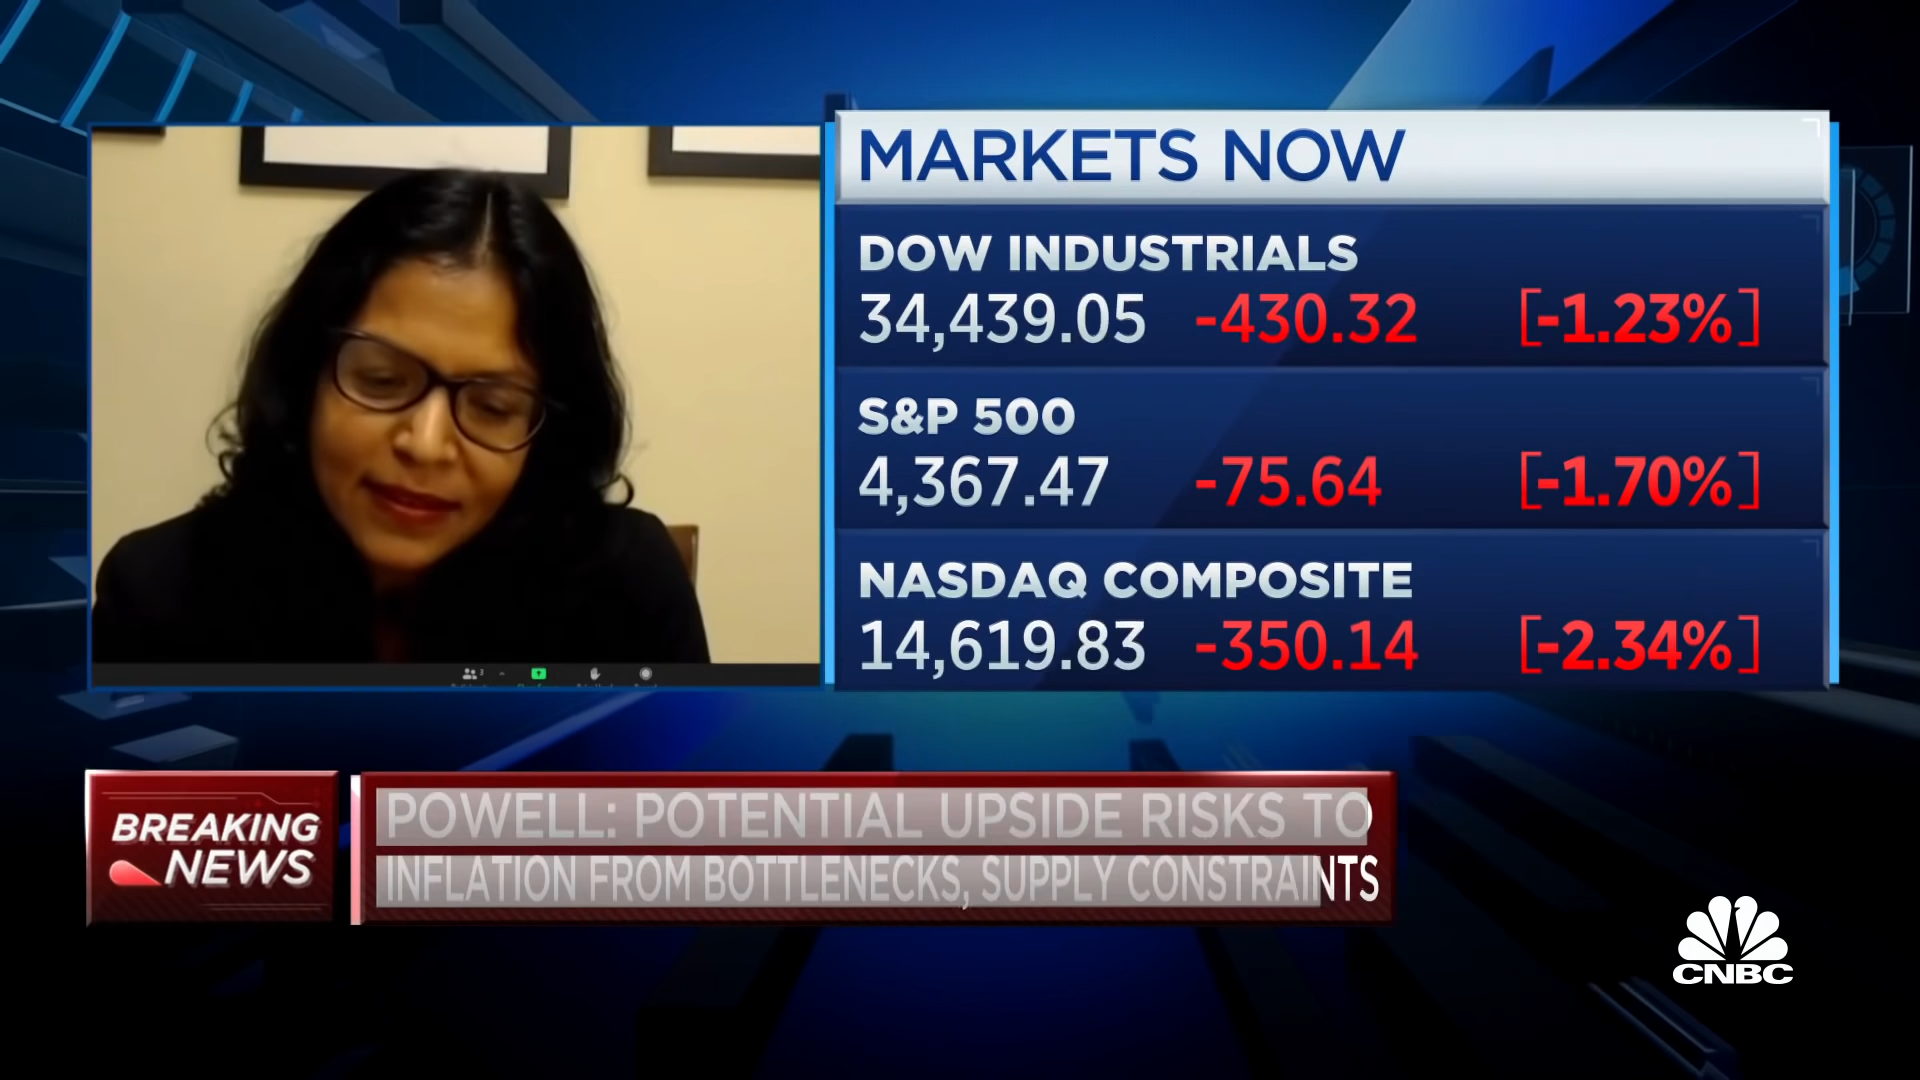 MARKETS NOW
DOW INDUSTRIALS
34,439.05 -430.32 [-1.23%]
S&P 500
4,367.47 -75.64 [-1.70%]
NASDAQ COMPOSITE
14,619.83 -350.14 [-2.34%]
3
BREAKING
NEWS
POWELL: POTENTIAL UPSIDE RISKS TO
INFLATION FROM BOTTLENECKS, SUPPLY CONSTRAINTS
CNBC